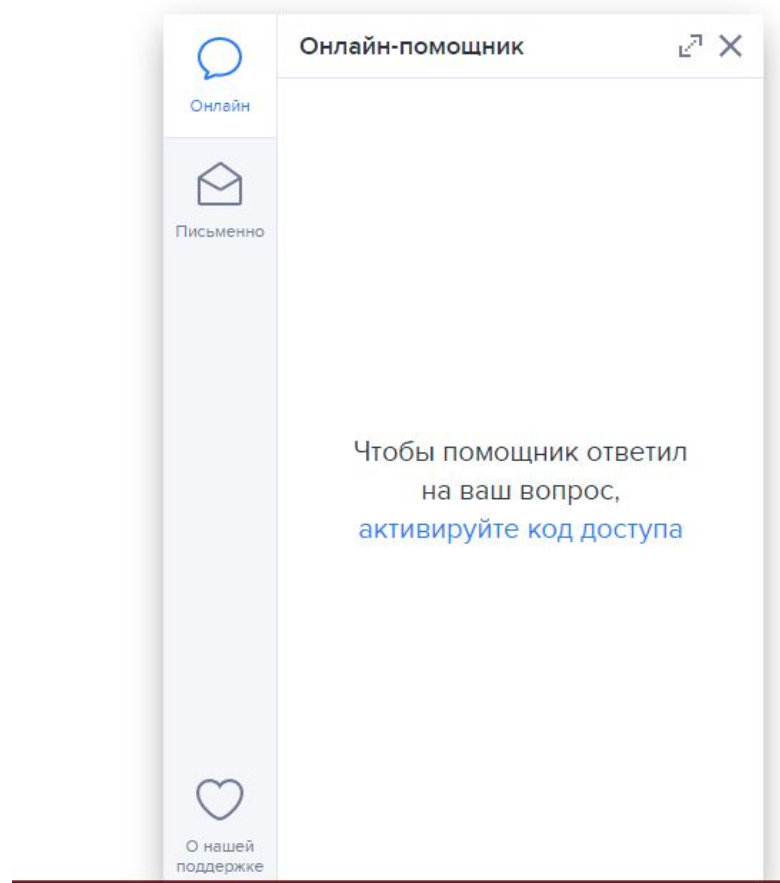 Онлайн-помощник
Онлайн
Письменно
Чтобы помощник ответил
на ваш вопрос,
активируйте код доступа
О нашей
поддержке